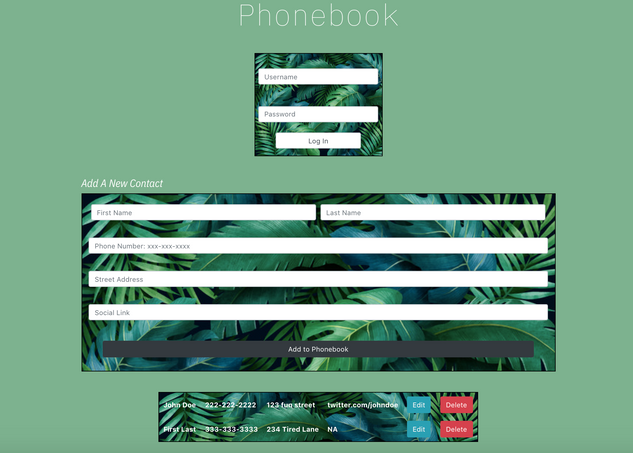 Phonebook
Username
Password
Log In
Add A New Contact
First Name Last Name
Phone Number: xxx-xxx-xxxx
Street Address
Social Link
Add to Phonebook
John Doe 222-222-2222 123 fun street twitter.com/johndoe Edit Delete
First Last 333-333-3333 234 Tired Lane NA Edit Delete